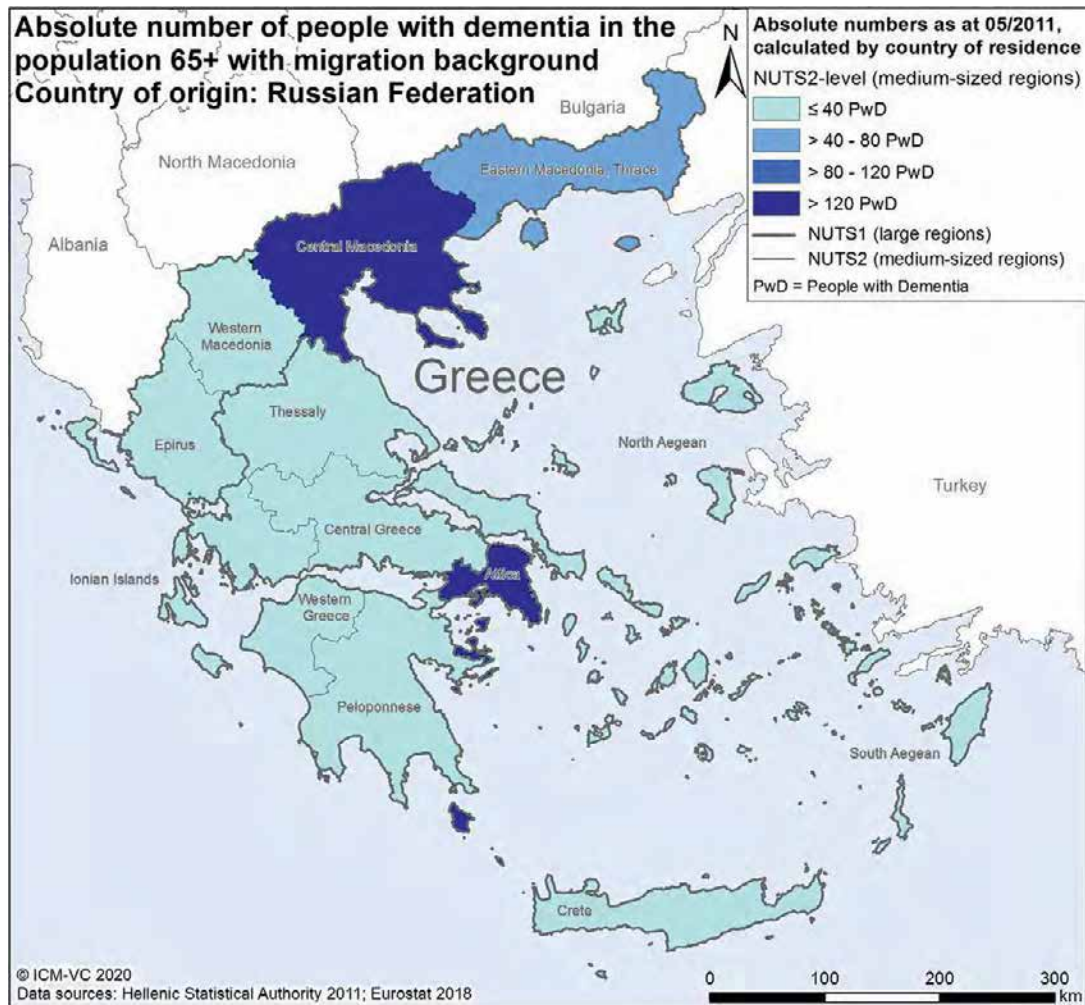 Absolute number of people with dementia in the
population 65+ with migration background
Country of origin: Russian Federation
N
Absolute numbers as at 05/2011,
calculated by country of residence
NUTS2-level (medium-sized regions)
≤ 40 PwD
> 40 - 80 PwD
> 80 - 120 PwD
> 120 PwD
NUTS1 (large regions)
NUTS2 (medium-sized regions)
PwD = People with Dementia
Bulgaria
North Macedonia
Eastern Macedonia, Thrace
Albania
Central Macedonia
Western
Macedonia
Greece
Thessaly
Epirus
North Aegean
Turkey
Central Greece
Attica
Ionian Islands
Western
Greece
Peloponnese
South Aegean
Crete
© ICM-VC 2020
Data sources: Hellenic Statistical Authority 2011; Eurostat 2018
0 100 200 300
km